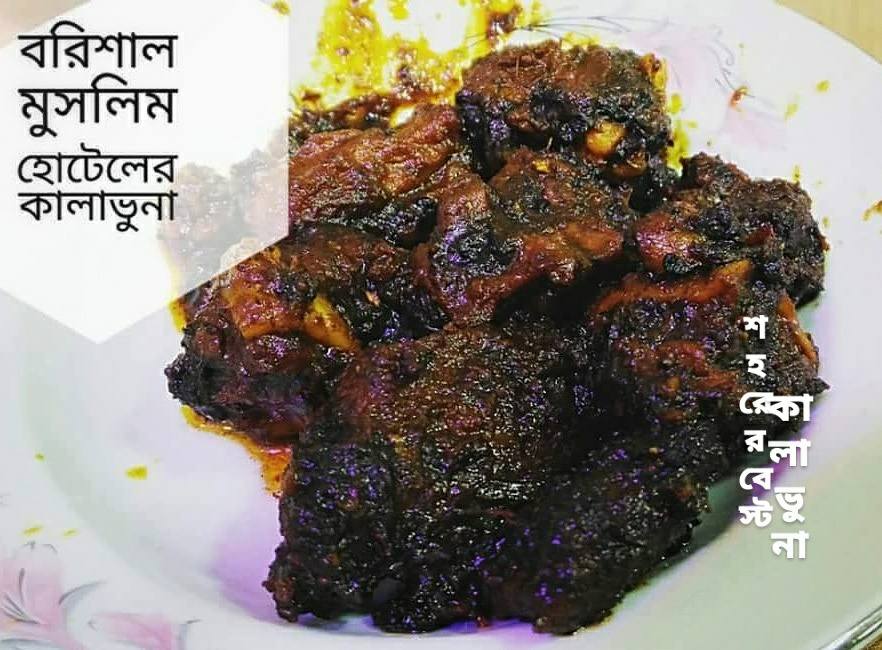 বরিশাল
মুসলিম
হোটেলের
কালাভুনা
শহরের বেস্ট
কালাভুনা